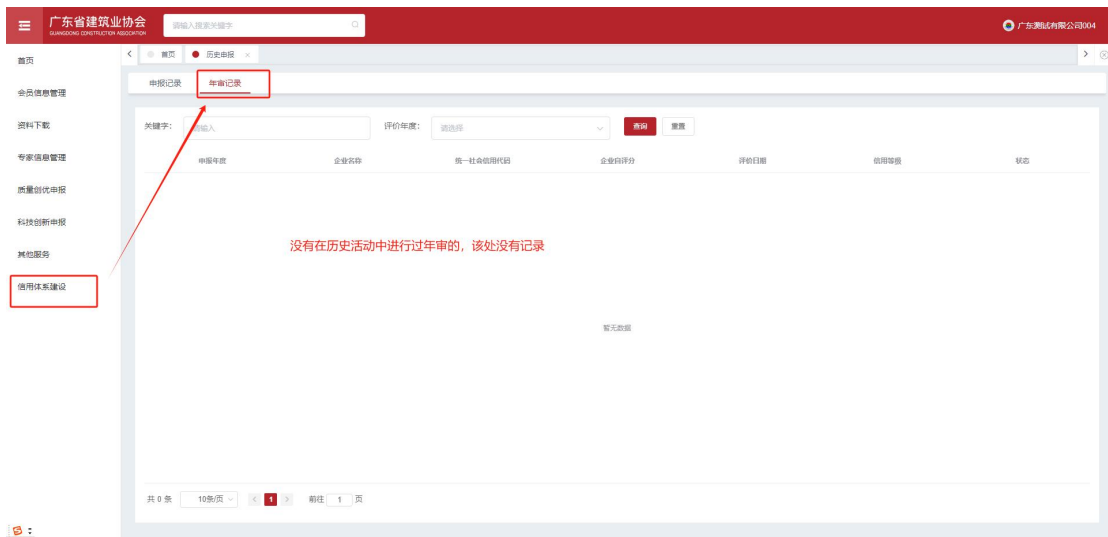 广东省建筑业协会
GUANGDONG CONSTRUCTION ASSOCIATION
请输入搜索关键字
广东测试有限公司004
首页
会员信息管理
资料下载
专家信息管理
质量创优申报
科技创新申报
其他服务
信用体系建设
首页
历史申报 ×
申报记录
年审记录
关键字：
请输入
评价年度：
请选择
查询
重置
申报年度 企业名称 统一社会信用代码 企业自评分 评价日期 信用等级 状态
没有在历史活动中进行过年审的，该处没有记录
暂无数据
共 0 条
10条/页
1
前往 1 页